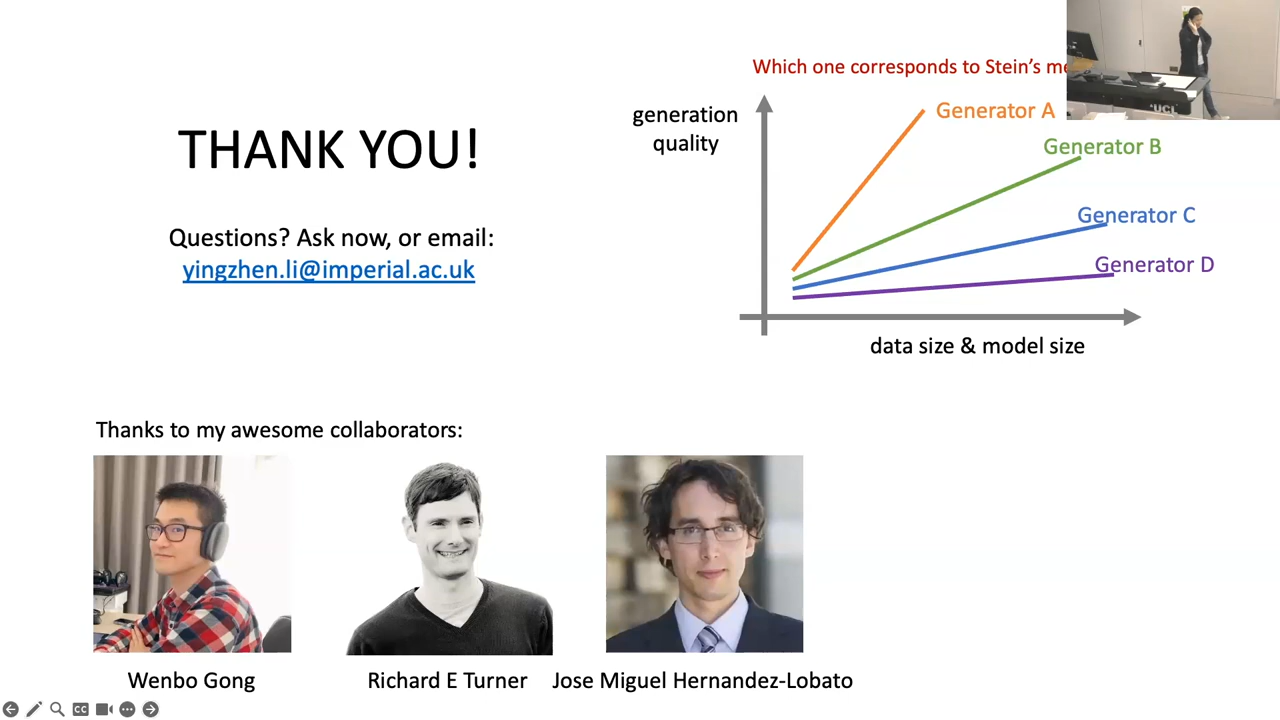 THANK YOU!
Questions? Ask now, or email:
yingzhen.li@imperial.ac.uk
Which one corresponds to Stein's
generation
quality
Generator A
Generator B
Generator C
Generator D
data size & model size
UCL
Thanks to my awesome collaborators:
Wenbo Gong
Richard E Turner
Jose Miguel Hernandez-Lobato
CC